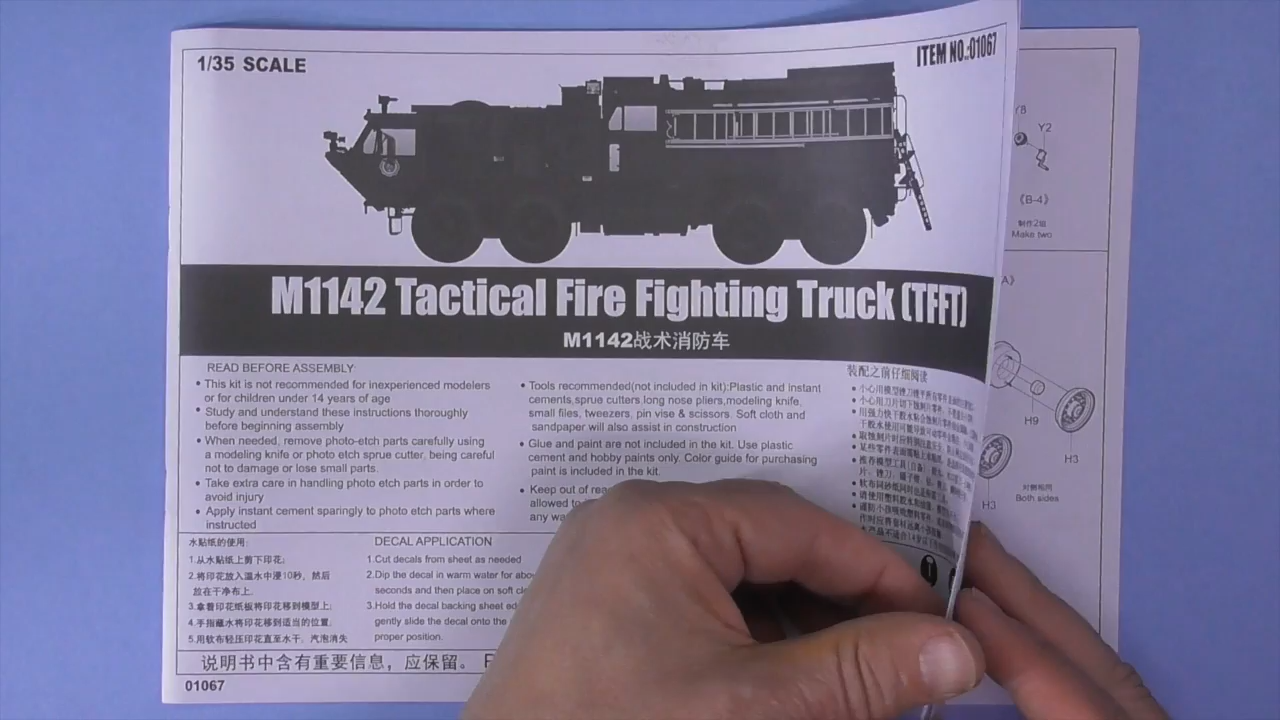 1/35 SCALE
ITEM NO.:01067
M1142 Tactical Fire Fighting Truck (TFFT)
M1142战术消防车
READ BEFORE ASSEMBLY
• This kit is not recommended for inexperienced modelers
or for children under 14 years of age
• Study and understand these instructions thoroughly
before beginning assembly
• When needed, remove photo-etch parts carefully using
a modeling knife or photo etch sprue cutter, being careful
not to damage or lose small parts.
• Take extra care in handling photo etch parts in order to
avoid injury
• Apply instant cement sparingly to photo etch parts where
instructed
• Tools recommended(not included in kit):Plastic and instant
cements,sprue cutters long nose pliers,modeling knife,
small files, tweezers, pin vise & scissors. Soft cloth and
sandpaper will also assist in construction
• Glue and paint are not included in the kit. Use plastic
cement and hobby paints only. Color guide for purchasing
paint is included in the kit.
• Keep out of
allowed to
any
装配之前仔细阅读
水贴纸的使用:
1.从水贴纸上剪下印花;
2.将印花放入温水中浸10秒, 然后
放在干净布上.
3.拿着印花纸板将印花移到模型上;
4.手指蘸水将印花移到适当的位置;
5.用软布轻压印花直至水干, 汽泡消失
DECAL APPLICATION
1.Cut decals from sheet as needed
2.Dip the decal in warm water for
seconds and then place on soft
3.Hold the decal backing sheet
gently slide the decal onto the
proper position.
说明书中含有重要信息，应保留。
01067
Y8
Y2
《B-4》
制作2组
Make two
A》
H9
H3
H3
对侧相同
Both sides